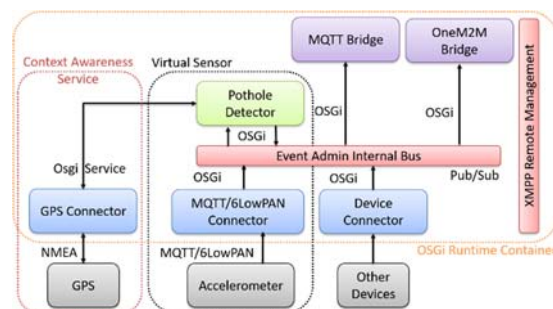 Context Awareness
Service
Virtual Sensor
MQTT Bridge
OneM2M
Bridge
XMPP Remote Management
Pothole
Detector
OSGi
OSGi
OSGi
Osgi Service
Event Admin Internal Bus
OSGi
OSGi
Pub/Sub
GPS Connector
MQTT/6LowPAN
Connector
Device
Connector
OSGi Runtime Container
NMEA
MQTT/6LowPAN
GPS
Accelerometer
Other
Devices